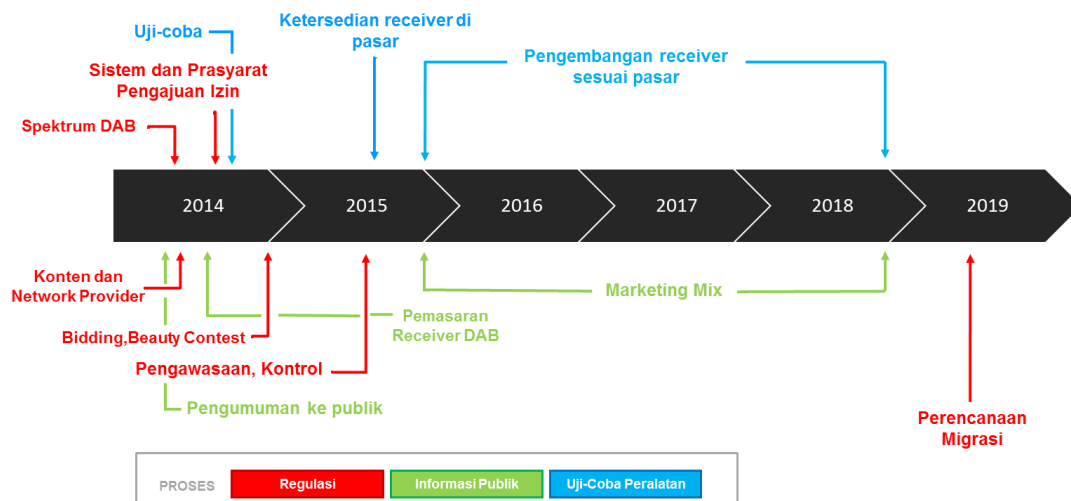 Uji-coba
Ketersedian receiver di
pasar
Sistem dan Prasyarat
Pengajuan Izin
Pengembangan receiver
sesuai pasar
Spektrum DAB
2014
2015
2016
2017
2018
2019
Konten dan
Network Provider
Marketing Mix
Bidding,Beauty Contest
Pemasaran
Receiver DAB
Pengawasaan, Kontrol
Pengumuman ke publik
Perencanaan
Migrasi
PROSES
Regulasi
Informasi Publik
Uji-Coba Peralatan